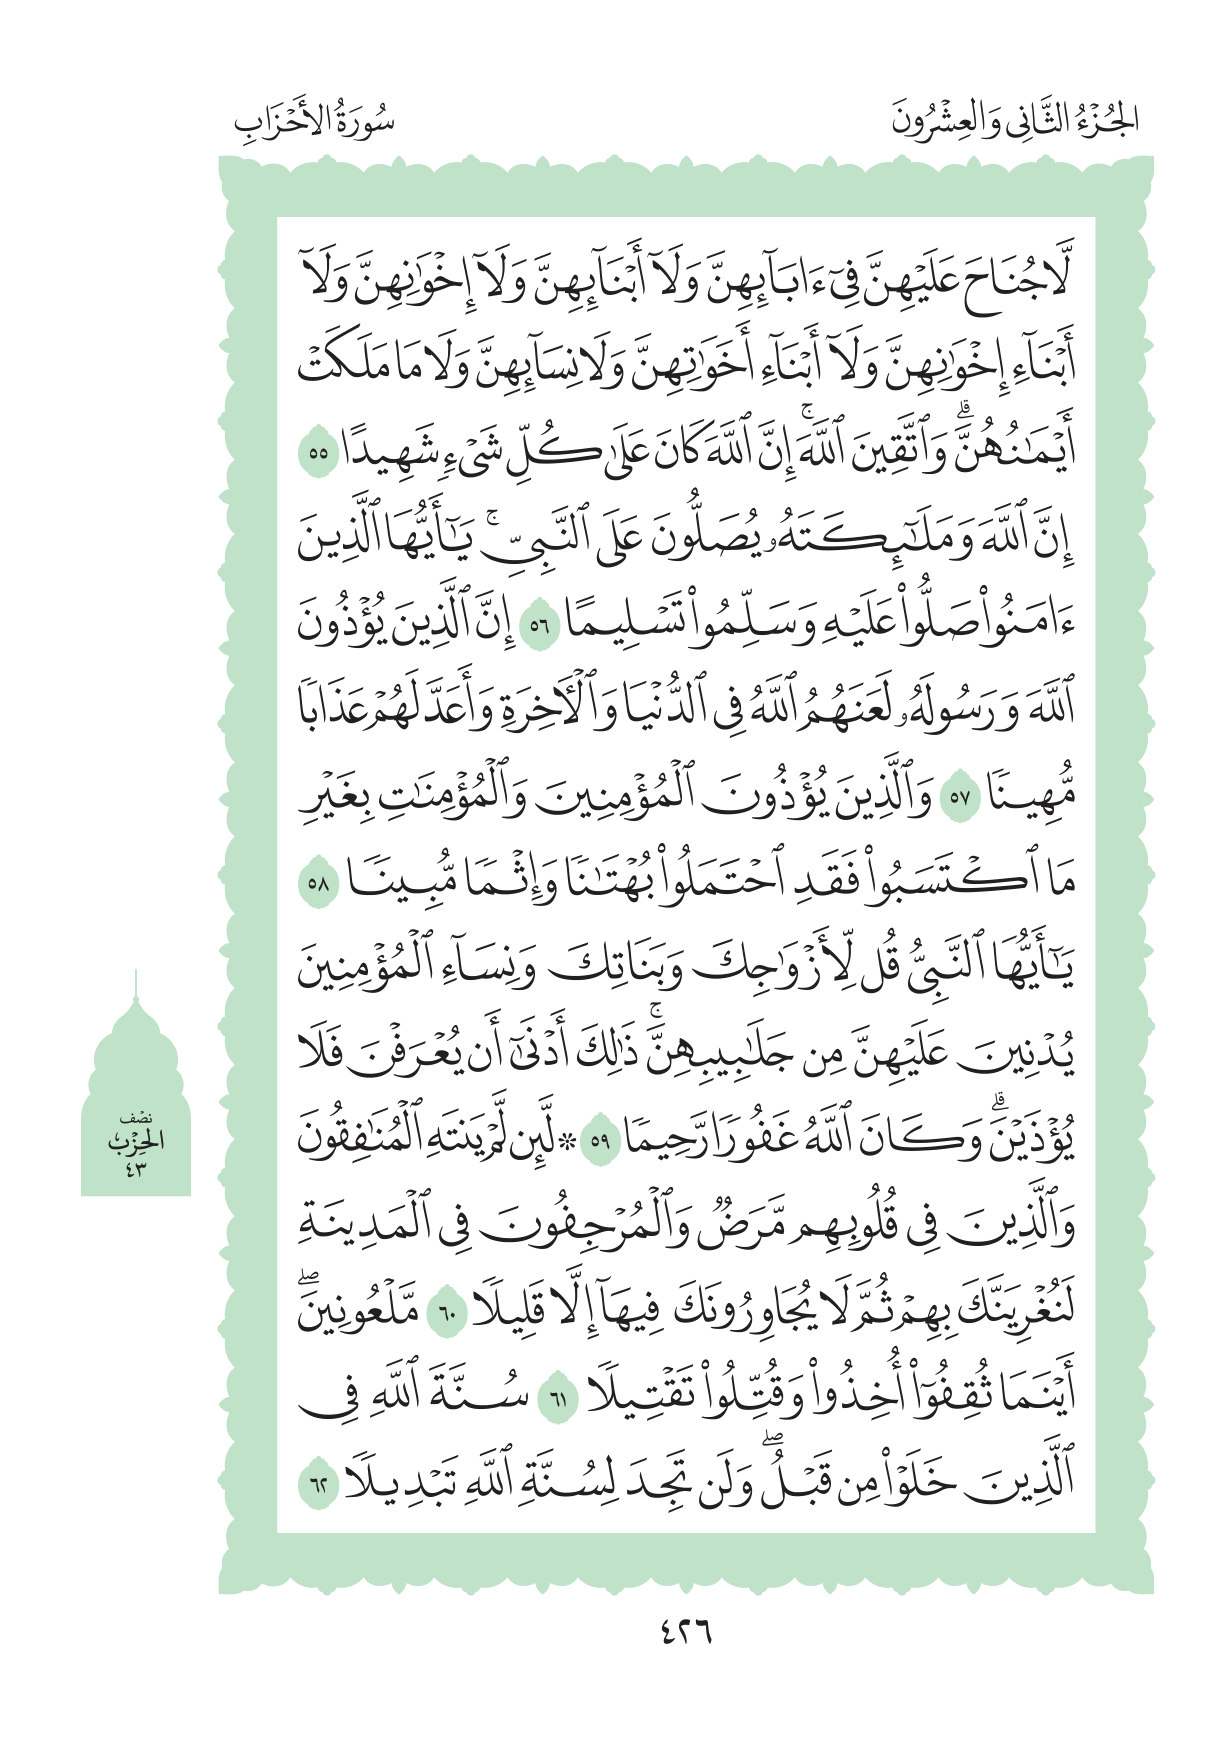 الجُزْءُ الثَّانِي وَالعِشْرُونَ
سُورَةُ الأَحْزَابِ
لَّا جُنَاحَ عَلَيْهِنَّ فِىٓ ءَابَآئِهِنَّ وَلَآ أَبْنَآئِهِنَّ وَلَآ إِخْوَٰنِهِنَّ وَلَآ
أَبْنَآءِ إِخْوَٰنِهِنَّ وَلَآ أَبْنَآءِ أَخَوَٰتِهِنَّ وَلَا نِسَآئِهِنَّ وَلَا مَا مَلَكَتْ
أَيْمَـٰنُهُنَّۗ وَٱتَّقِينَ ٱللَّهَۚ إِنَّ ٱللَّهَ كَانَ عَلَىٰ كُلِّ شَىْءٍ شَهِيدًا ٥٥
إِنَّ ٱللَّهَ وَمَلَـٰٓئِكَتَهُۥ يُصَلُّونَ عَلَى ٱلنَّبِىِّۚ يَـٰٓأَيُّهَا ٱلَّذِينَ
ءَامَنُوا۟ صَلُّوا۟ عَلَيْهِ وَسَلِّمُوا۟ تَسْلِيمًا ٥٦ إِنَّ ٱلَّذِينَ يُؤْذُونَ
ٱللَّهَ وَرَسُولَهُۥ لَعَنَهُمُ ٱللَّهُ فِى ٱلدُّنْيَا وَٱلْـَٔاخِرَةِ وَأَعَدَّ لَهُمْ عَذَابًا
مُّهِينًا ٥٧ وَٱلَّذِينَ يُؤْذُونَ ٱلْمُؤْمِنِينَ وَٱلْمُؤْمِنَـٰتِ بِغَيْرِ
مَا ٱكْتَسَبُوا۟ فَقَدِ ٱحْتَمَلُوا۟ بُهْتَـٰنًا وَإِثْمًا مُّبِينًا ٥٨
يَـٰٓأَيُّهَا ٱلنَّبِىُّ قُل لِّأَزْوَٰجِكَ وَبَنَاتِكَ وَنِسَآءِ ٱلْمُؤْمِنِينَ
يُدْنِينَ عَلَيْهِنَّ مِن جَلَـٰبِيبِهِنَّۚ ذَٰلِكَ أَدْنَىٰٓ أَن يُعْرَفْنَ فَلَا
يُؤْذَيْنَۗ وَكَانَ ٱللَّهُ غَفُورًا رَّحِيمًا ٥٩ ۞ لَّئِن لَّمْ يَنتَهِ ٱلْمُنَـٰفِقُونَ
وَٱلَّذِينَ فِى قُلُوبِهِم مَّرَضٌ وَٱلْمُرْجِفُونَ فِى ٱلْمَدِينَةِ
لَنُغْرِيَنَّكَ بِهِمْ ثُمَّ لَا يُجَاوِرُونَكَ فِيهَآ إِلَّا قَلِيلًا ٦٠ مَّلْعُونِينَۖ
أَيْنَمَا ثُقِفُوٓا۟ أُخِذُوا۟ وَقُتِّلُوا۟ تَقْتِيلًا ٦١ سُنَّةَ ٱللَّهِ فِى
ٱلَّذِينَ خَلَوْا۟ مِن قَبْلُۖ وَلَن تَجِدَ لِسُنَّةِ ٱللَّهِ تَبْدِيلًا ٦٢
نصْف
الحِزْب
٤٣
٤٢٦